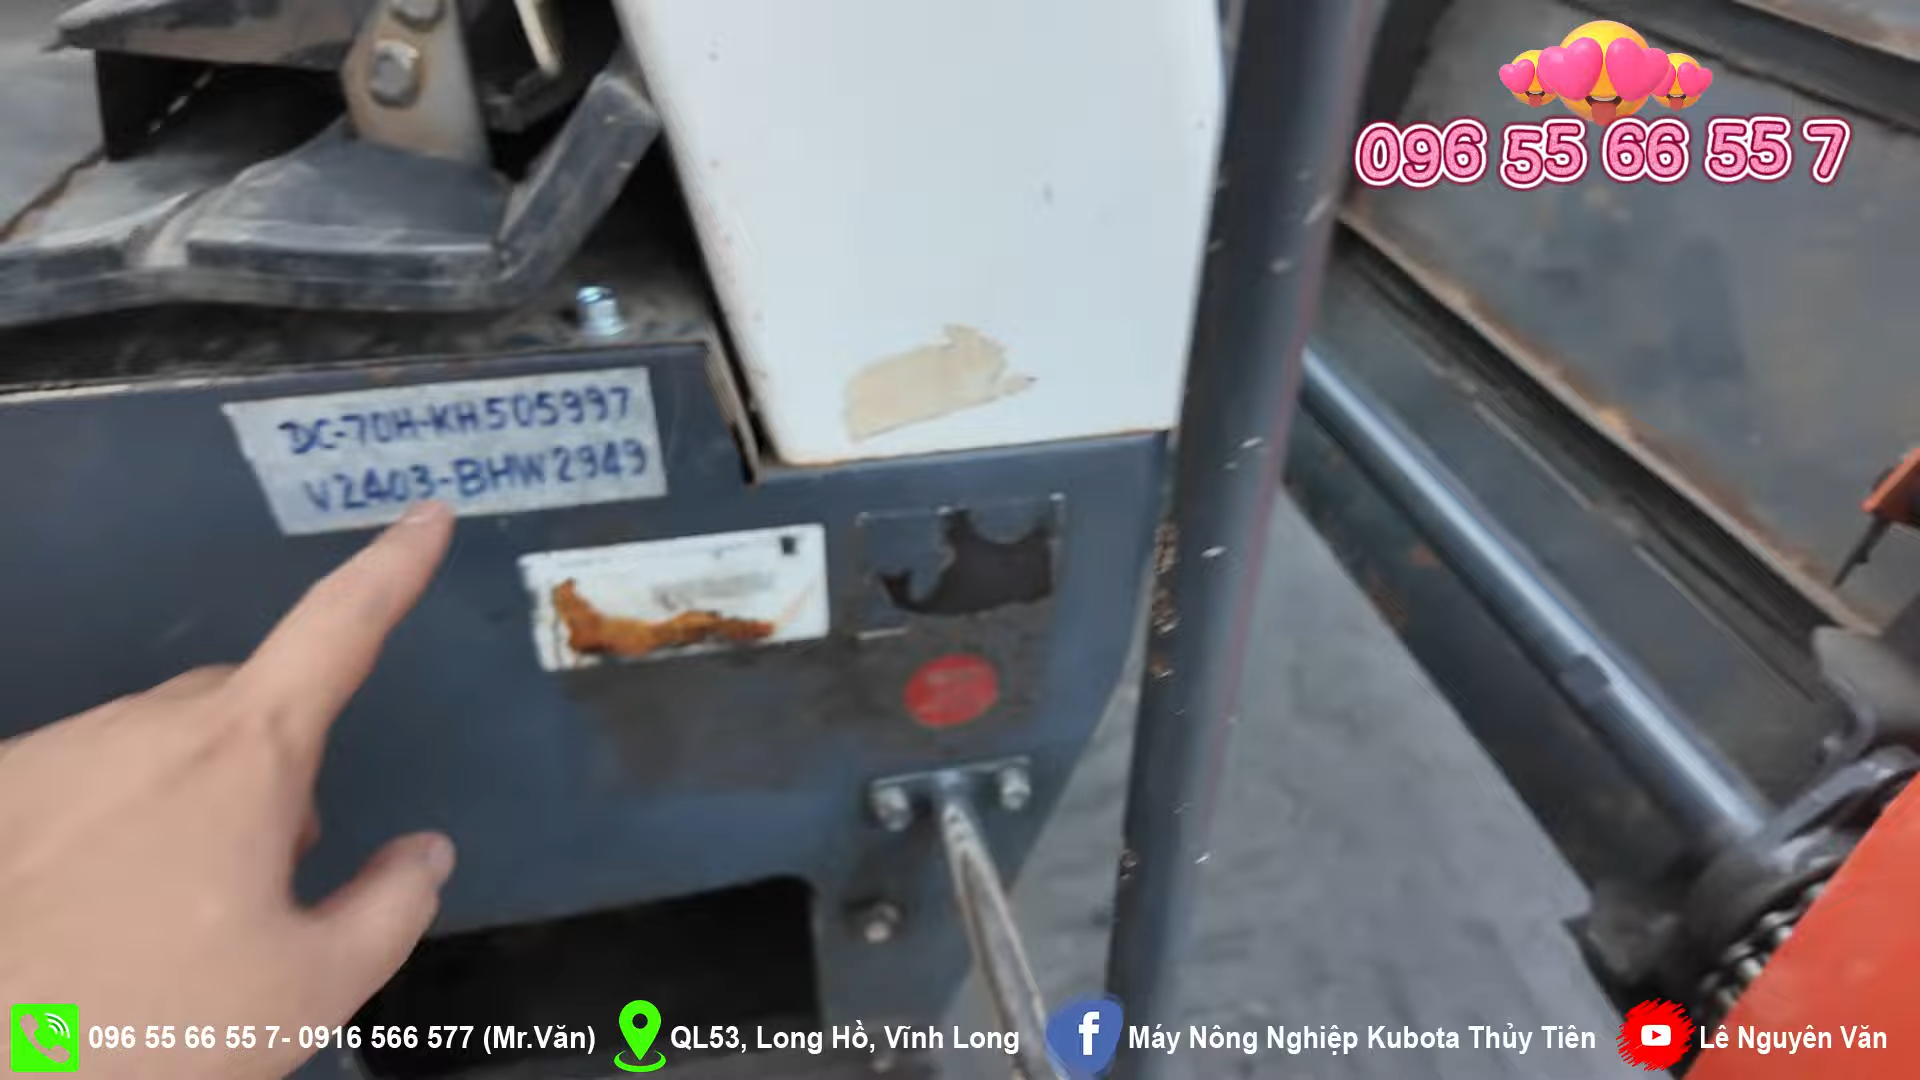 096 55 66 55 7
DC-70H-KH505997
V2403-BHW2949
096 55 66 55 7- 0916 566 577 (Mr.Văn)
QL53, Long Hồ, Vĩnh Long
Máy Nông Nghiệp Kubota Thủy Tiên
Lê Nguyên Văn